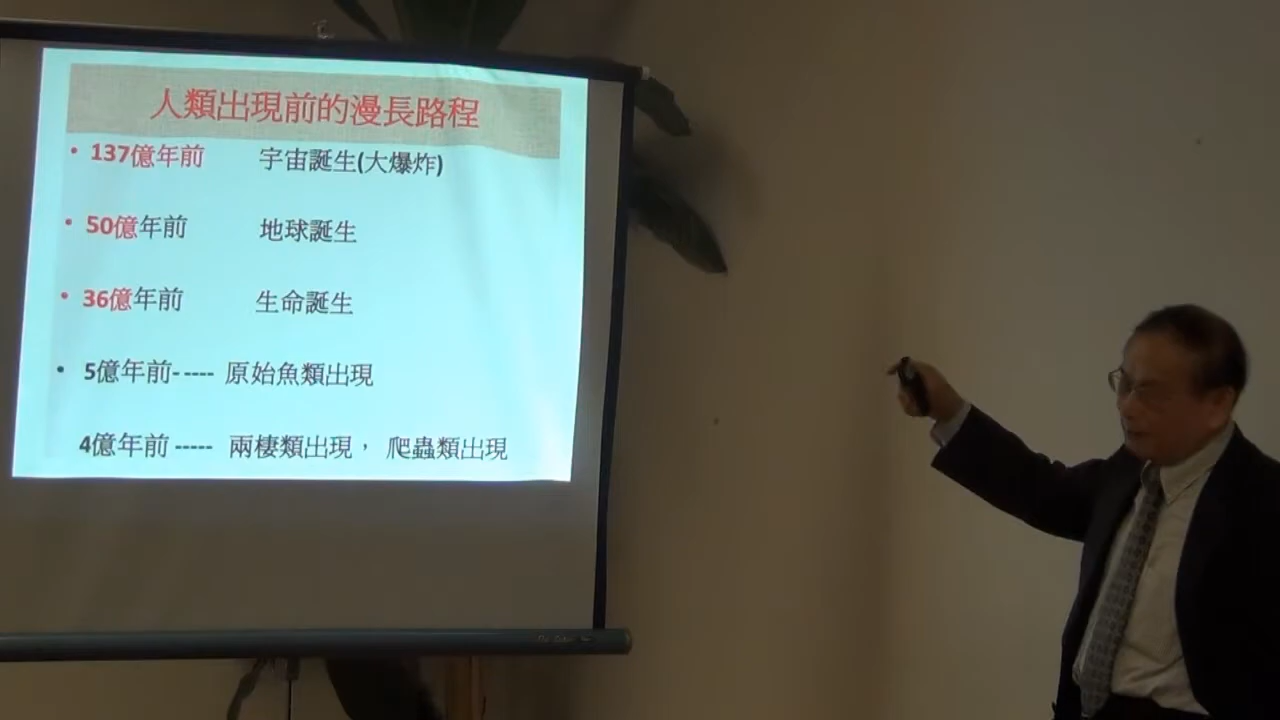 人類出現前的漫長路程
• 137億年前 宇宙誕生(大爆炸)
• 50億年前 地球誕生
• 36億年前 生命誕生
• 5億年前- ---- 原始魚類出現
4億年前 ----- 兩棲類出現， 爬蟲類出現